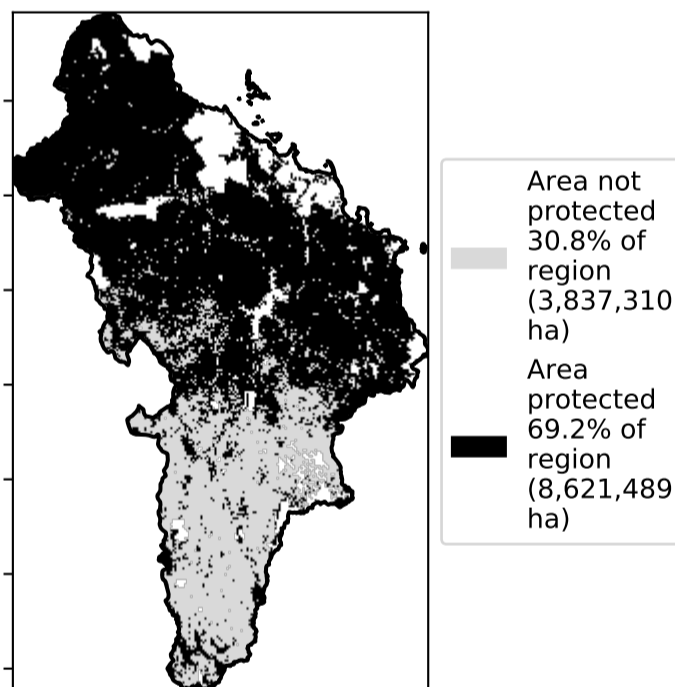 Area not
protected
30.8% of
region
(3,837,310
ha)
Area
protected
69.2% of
region
(8,621,489
ha)